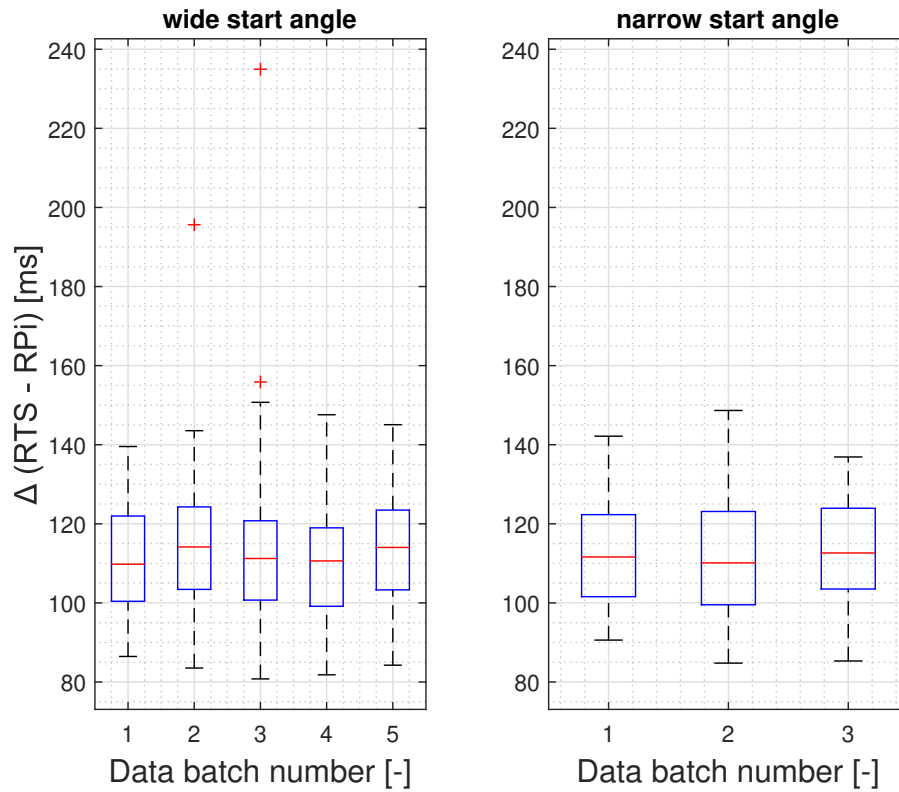 wide start angle
Δ (RTS - RPi) [ms]
240
220
200
180
160
140
120
100
80
1 2 3 4 5
Data batch number [-]
narrow start angle
240
220
200
180
160
140
120
100
80
1 2 3
Data batch number [-]